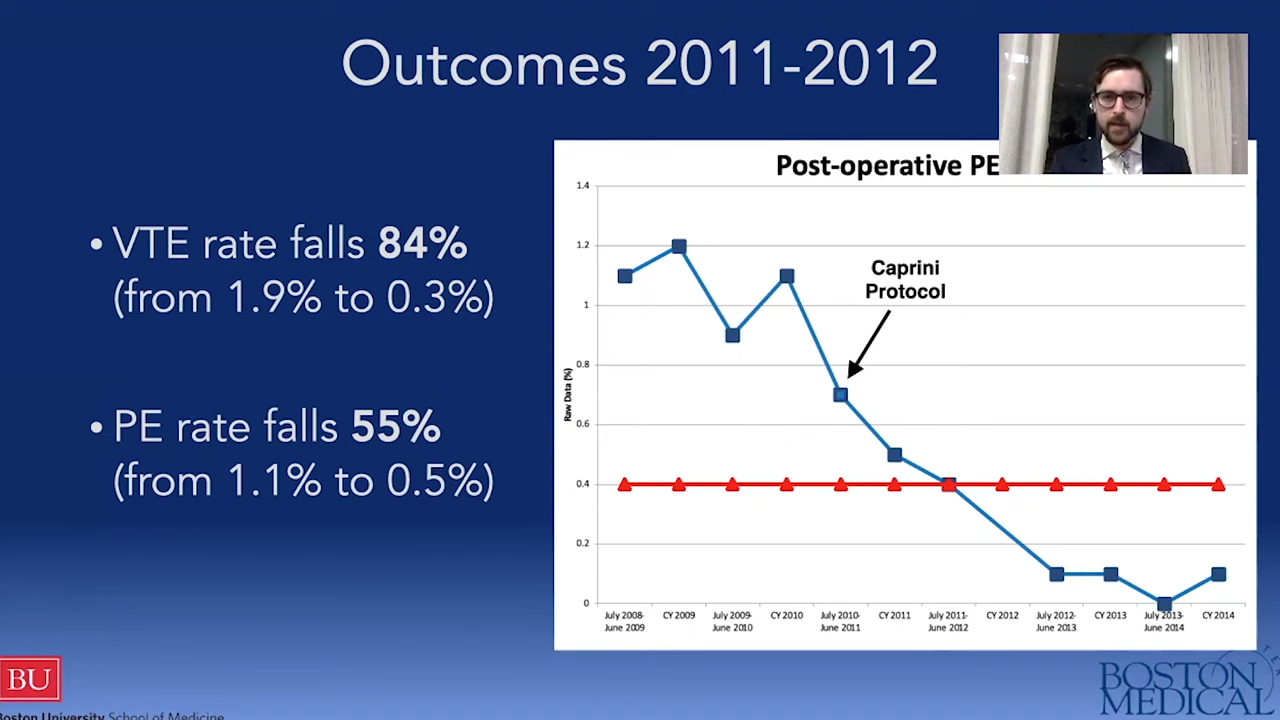 Outcomes 2011-2012
• VTE rate falls 84%
(from 1.9% to 0.3%)
• PE rate falls 55%
(from 1.1% to 0.5%)
Post-operative PE
Caprini
Protocol
Raw Data (%)
1.4
1.2
1
0.8
0.6
0.4
0.2
0
July 2008-
June 2009
CY 2009
July 2009-
June 2010
CY 2010
July 2010-
June 2011
CY 2011
July 2011-
June 2012
CY 2012
July 2012-
June 2013
CY 2013
July 2013-
June 2014
CY 2014
BU
Boston University School of Medicine
BOSTON
MEDICAL